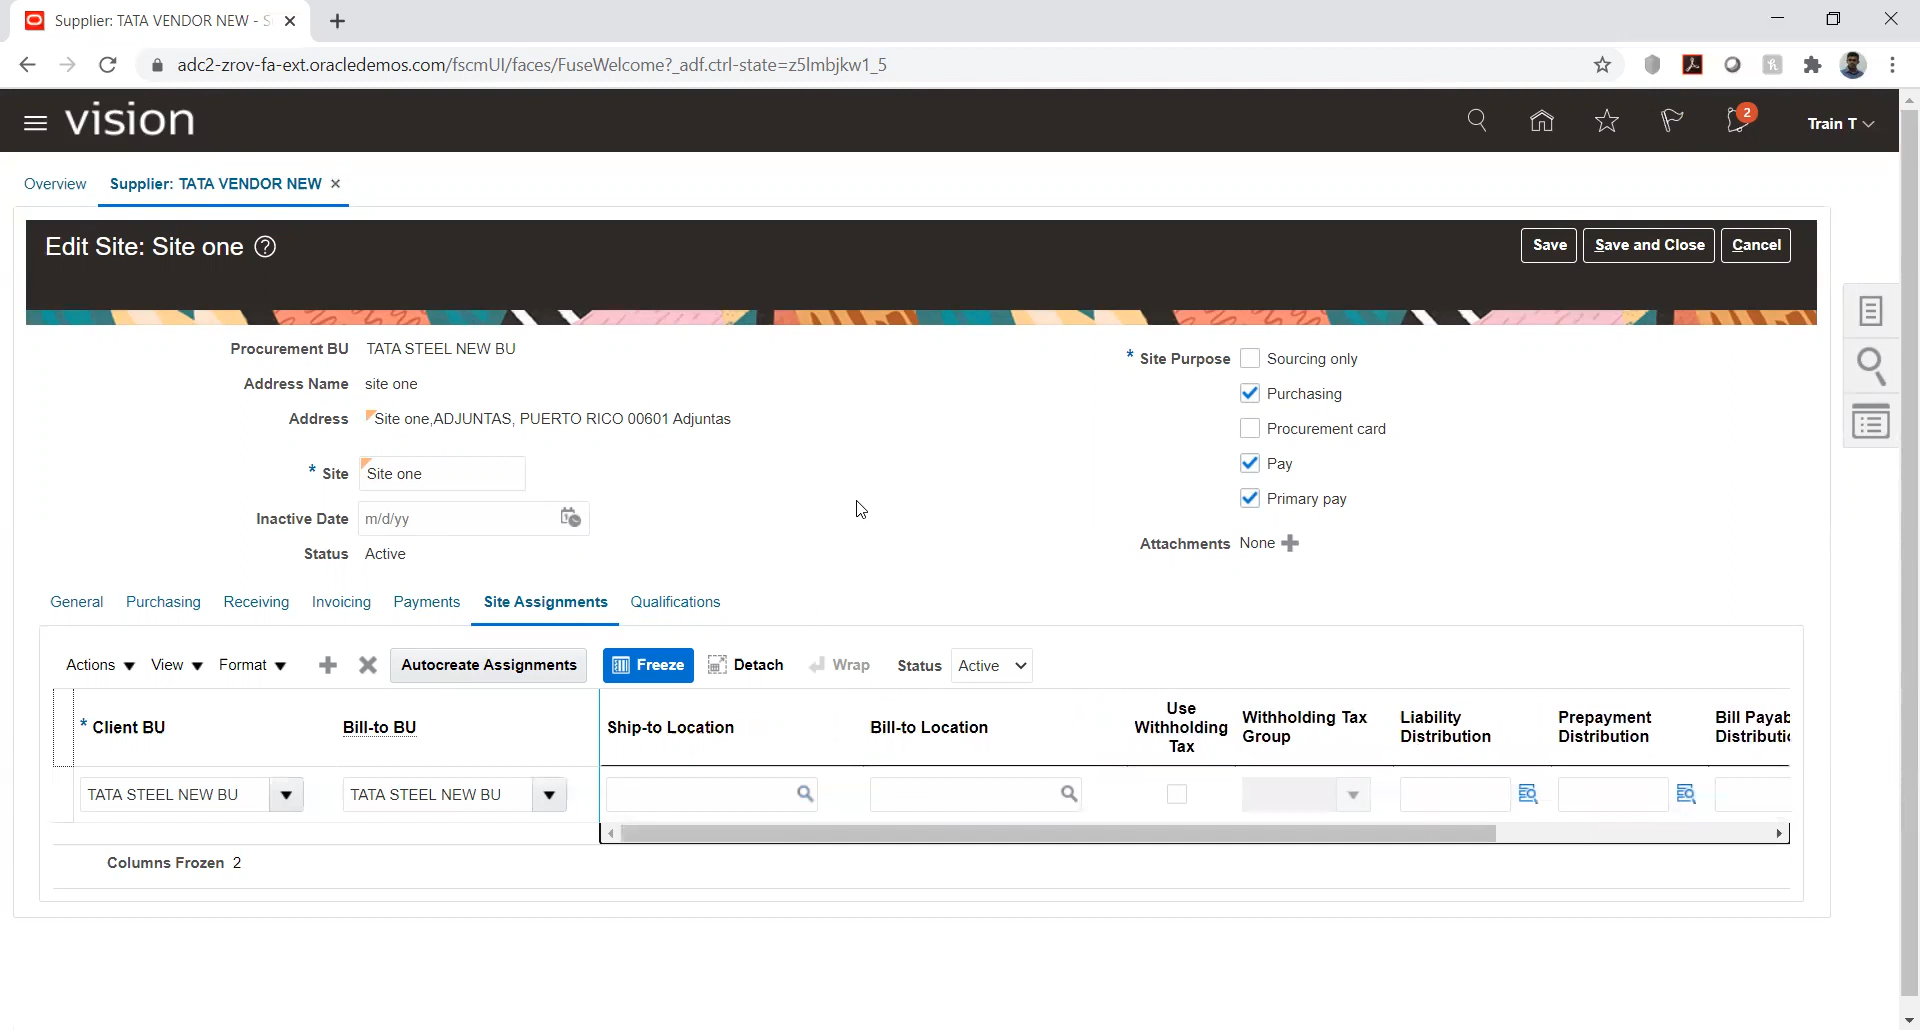 Supplier: TATA VENDOR NEW - S
adc2-zrov-fa-ext.oracledemos.com/fscmUI/faces/FuseWelcome?_adf.ctrl-state=z5lmbjkw1_5
vision
2
Train T
Overview
Supplier: TATA VENDOR NEW
Edit Site: Site one
Save
Save and Close
Cancel
Procurement BU TATA STEEL NEW BU
Address Name site one
Address Site one,ADJUNTAS, PUERTO RICO 00601 Adjuntas
* Site Site one
Inactive Date m/d/yy
Status Active
* Site Purpose Sourcing only
Purchasing
Procurement card
Pay
Primary pay
Attachments None
General Purchasing Receiving Invoicing Payments Site Assignments Qualifications
Actions View Format Autocreate Assignments Freeze Detach Wrap Status Active
* Client BU
Bill-to BU
Ship-to Location
Bill-to Location
Use
Withholding
Tax
Withholding Tax
Group
Liability
Distribution
Prepayment
Distribution
Bill Payab
Distributi
TATA STEEL NEW BU
TATA STEEL NEW BU
Columns Frozen 2